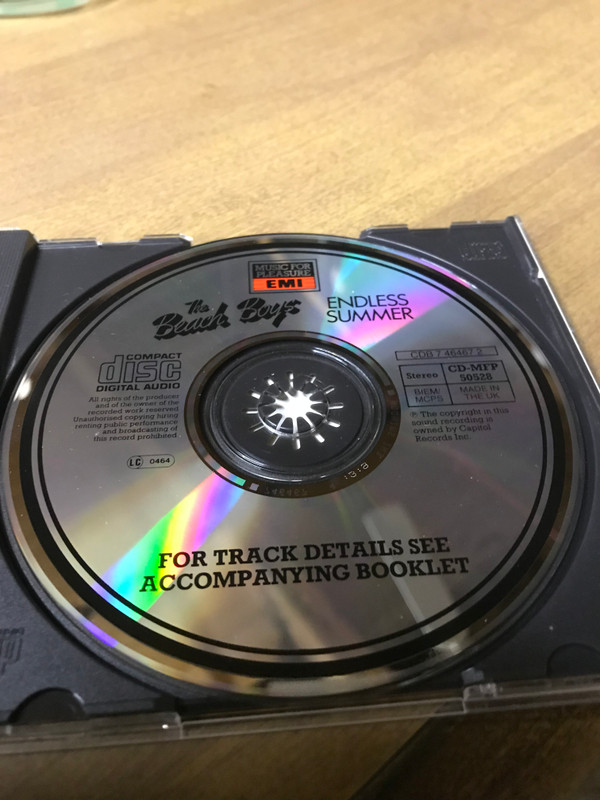 MUSIC FOR
PLEASURE
EMI
The
Beach Boys
ENDLESS
SUMMER
COMPACT
disc
DIGITAL AUDIO
All rights of the producer
and of the owner of the
recorded work reserved
Unauthorised copying hiring
renting public performance
and broadcasting of
this record prohibited
LC 0464
CDB 7 46467 2
Stereo
CD-MFP
50528
BIEM/
MCPS
MADE IN
THE UK
℗ The copyright in this
sound recording is
owned by Capitol
Records Inc.
FOR TRACK DETAILS SEE
ACCOMPANYING BOOKLET